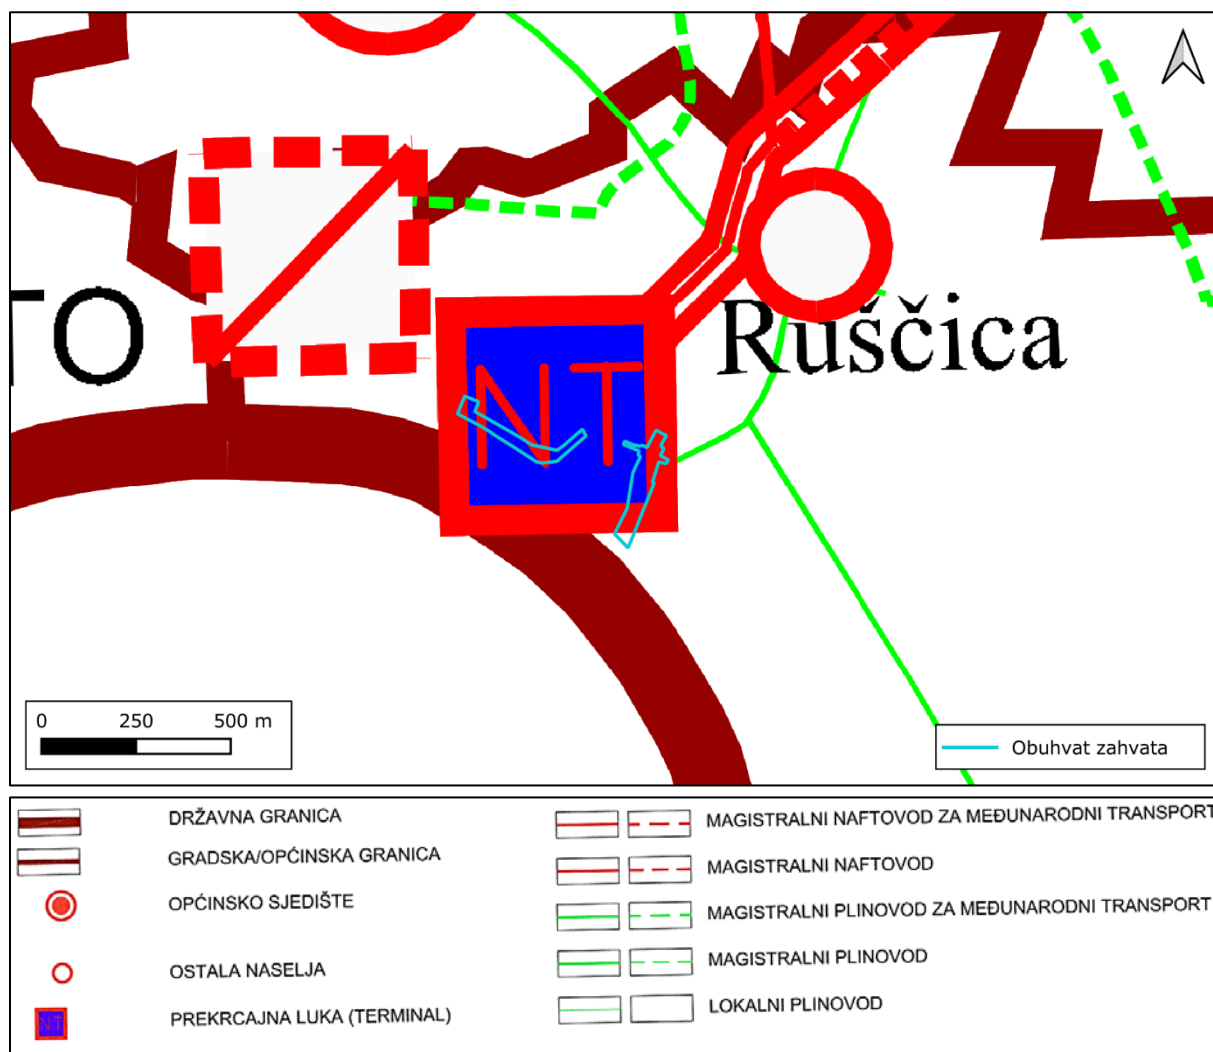 TO
Ruščica
NT
0 250 500 m
Obuhvat zahvata
DRŽAVNA GRANICA
GRADSKA/OPĆINSKA GRANICA
OPĆINSKO SJEDIŠTE
OSTALA NASELJA
NT
PREKRCAJNA LUKA (TERMINAL)
MAGISTRALNI NAFTOVOD ZA MEĐUNARODNI TRANSPORT
MAGISTRALNI NAFTOVOD
MAGISTRALNI PLINOVOD ZA MEĐUNARODNI TRANSPORT
MAGISTRALNI PLINOVOD
LOKALNI PLINOVOD